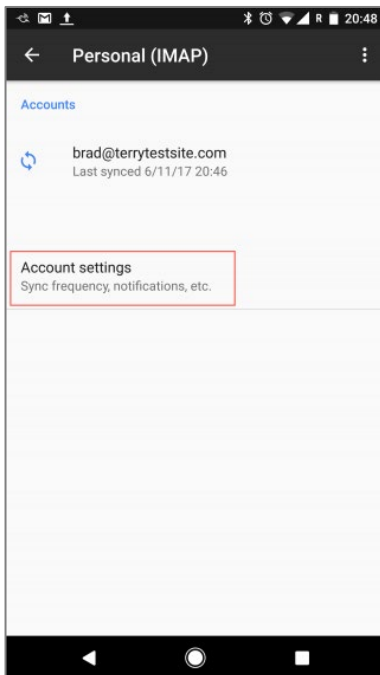 R 20:48
Personal (IMAP)
Accounts
brad@terrytestsite.com
Last synced 6/11/17 20:46
Account settings
Sync frequency, notifications, etc.